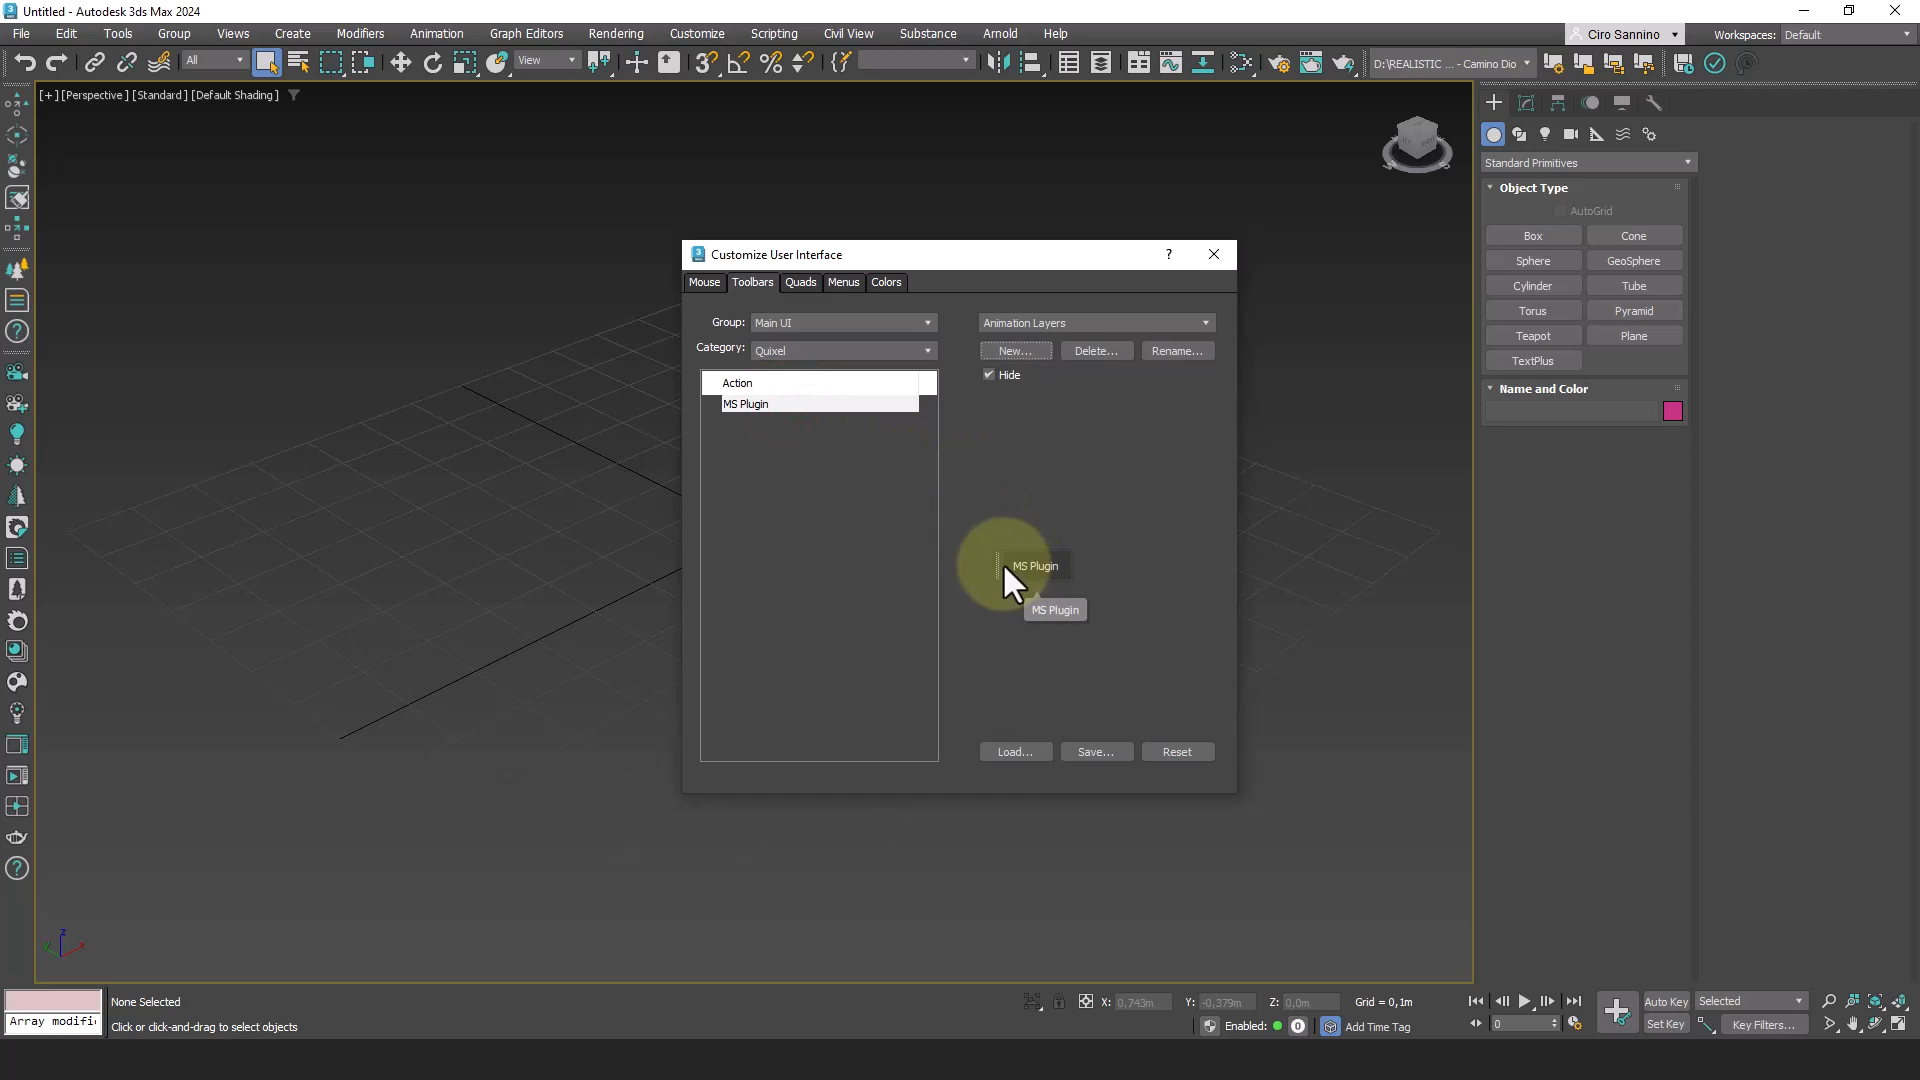 Untitled - Autodesk 3ds Max 2024
File Edit Tools Group Views Create Modifiers Animation Graph Editors Rendering Customize Scripting Civil View Substance Arnold Help
Ciro Sannino
Workspaces: Default
All
View
D:\REALISTIC ... - Camino Dio
[+] [Perspective] [Standard] [Default Shading]
Standard Primitives
Object Type
AutoGrid
Box Cone
Sphere GeoSphere
Cylinder Tube
Torus Pyramid
Teapot Plane
TextPlus
Name and Color
Customize User Interface
?
Mouse Toolbars Quads Menus Colors
Group: Main UI
Animation Layers
Category: Quixel
New... Delete... Rename...
Hide
Action
MS Plugin
MS Plugin
MS Plugin
Load... Save... Reset
z
y x
None Selected
X: 0,743m Y: -0,379m Z: 0,0m Grid = 0,1m
Auto Key Selected
Array modifi
Click or click-and-drag to select objects
Enabled: 0 Add Time Tag
0
Set Key Key Filters...